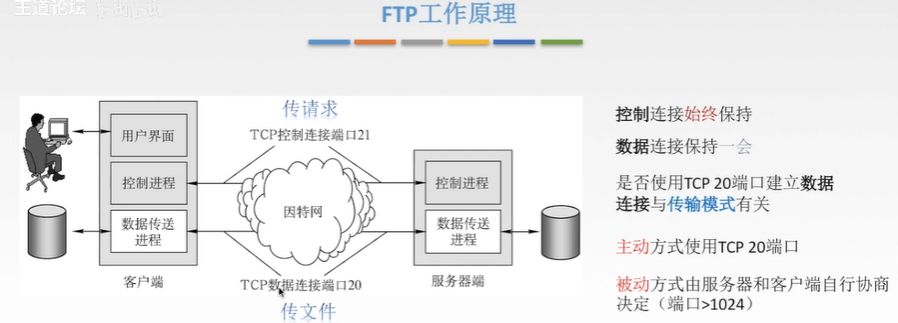 王道论坛
FTP工作原理
传请求
TCP控制连接端口21
用户界面
控制进程
数据传送
进程
客户端
因特网
控制进程
数据传送
进程
服务器端
TCP数据连接端口20
传文件
控制连接始终保持
数据连接保持一会
是否使用TCP 20端口建立数据
连接与传输模式有关
主动方式使用TCP 20端口
被动方式由服务器和客户端自行协商
决定（端口>1024）